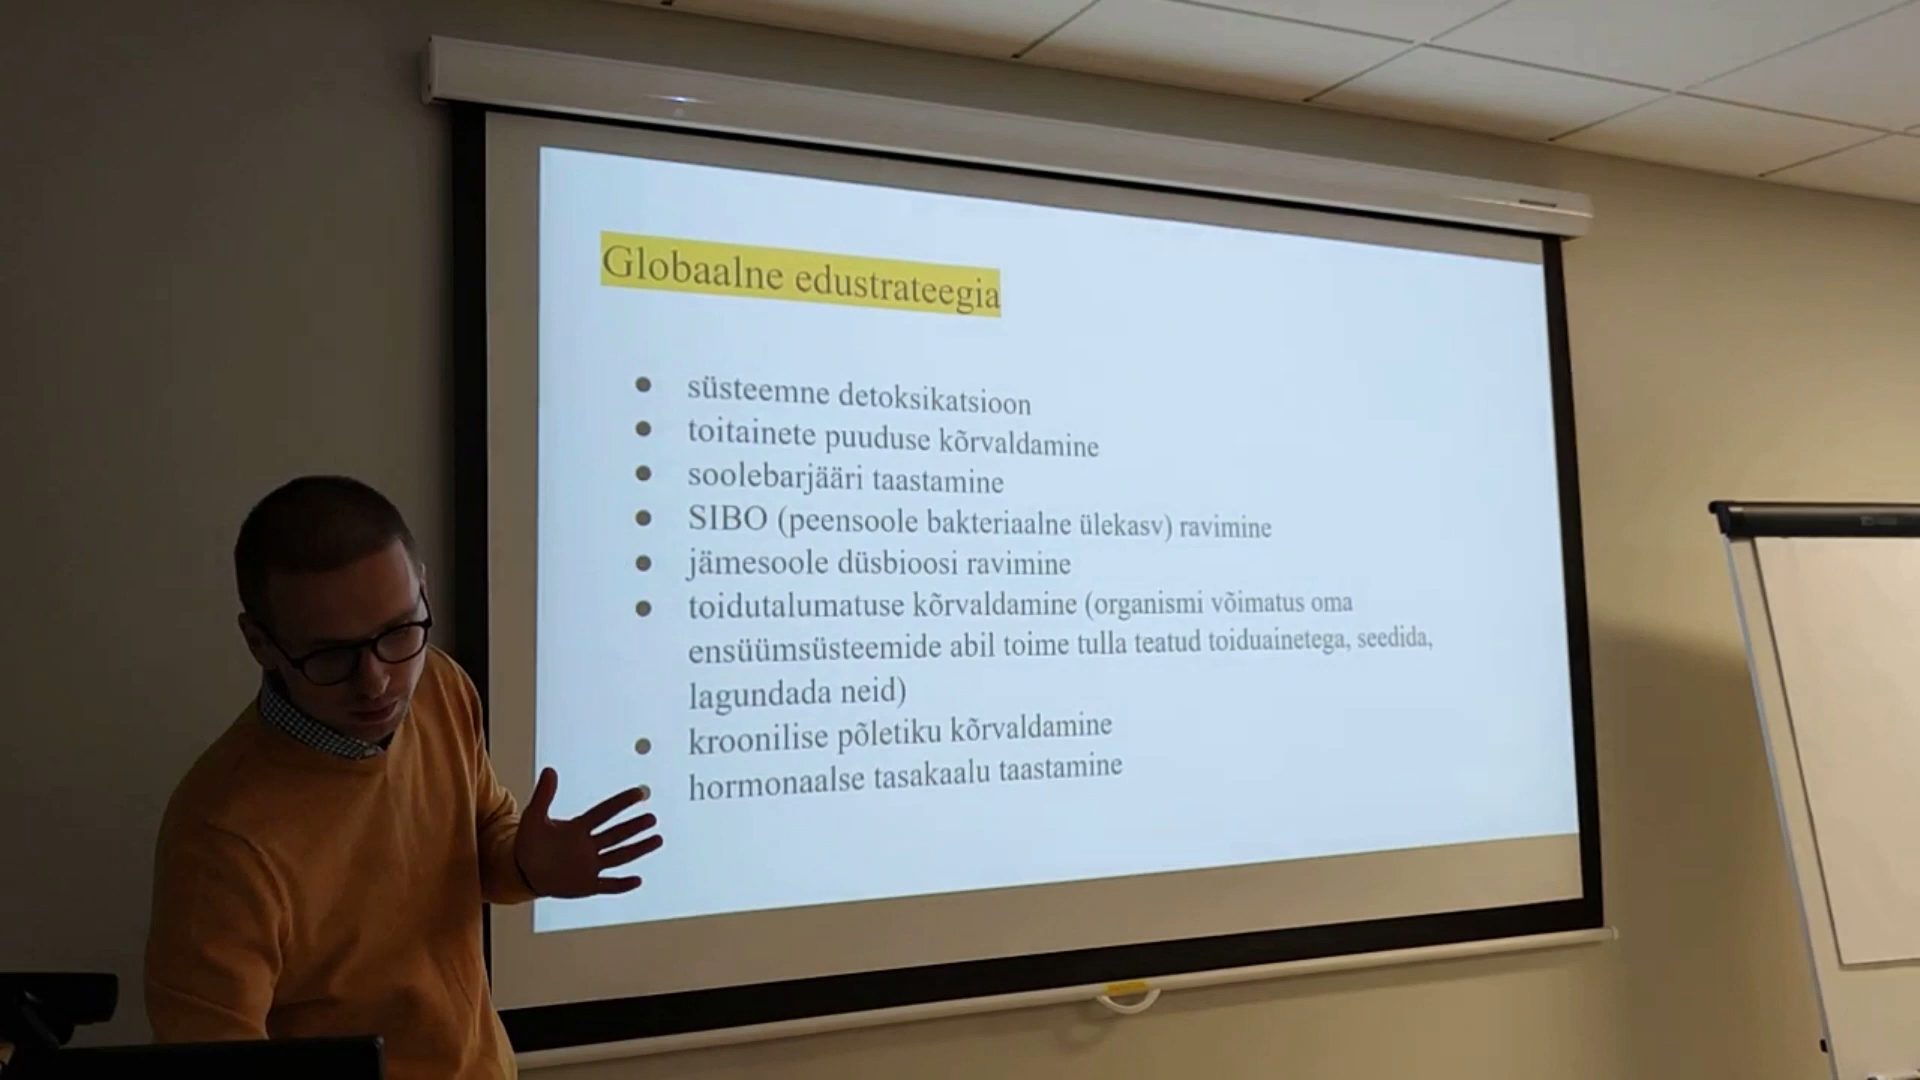 Globaalne edustrateegia
süsteemne detoksikatsioon
toitainete puuduse kõrvaldamine
soolebarjääri taastamine
SIBO (peensoole bakteriaalne ülekasv) ravimine
jämesoole düsbioosi ravimine
toidutalumatuse kõrvaldamine (organismi võimatus oma
ensüümsüsteemide abil toime tulla teatud toiduainetega, seedida,
lagundada neid)
kroonilise põletiku kõrvaldamine
hormonaalse tasakaalu taastamine